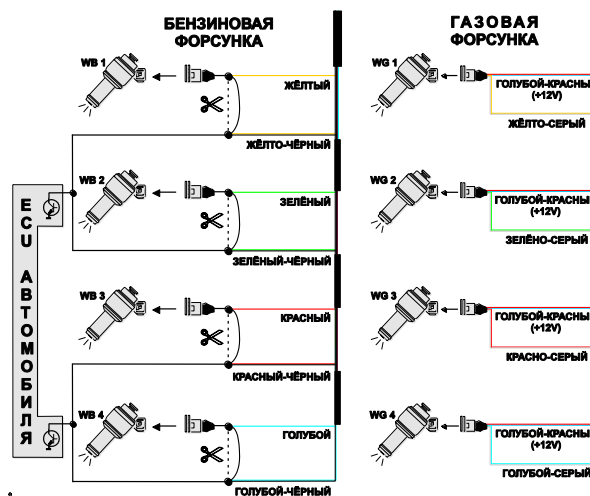 БЕНЗИНОВАЯ
ФОРСУНКА
ГАЗОВАЯ
ФОРСУНКА
WB 1
ЖЁЛТЫЙ
ЖЁЛТО-ЧЁРНЫЙ
WG 1
ГОЛУБОЙ-КРАСНЫ
(+12V)
ЖЁЛТО-СЕРЫЙ
WB 2
ЗЕЛЁНЫЙ
ЗЕЛЁНЫЙ-ЧЁРНЫЙ
WG 2
ГОЛУБОЙ-КРАСНЫ
(+12V)
ЗЕЛЁНО-СЕРЫЙ
ECU АВТОМОБИЛЯ
WB 3
КРАСНЫЙ
КРАСНЫЙ-ЧЁРНЫЙ
WG 3
ГОЛУБОЙ-КРАСНЫ
(+12V)
КРАСНО-СЕРЫЙ
WB 4
ГОЛУБОЙ
ГОЛУБОЙ-ЧЁРНЫЙ
WG 4
ГОЛУБОЙ-КРАСНЫ
(+12V)
ГОЛУБОЙ-СЕРЫЙ